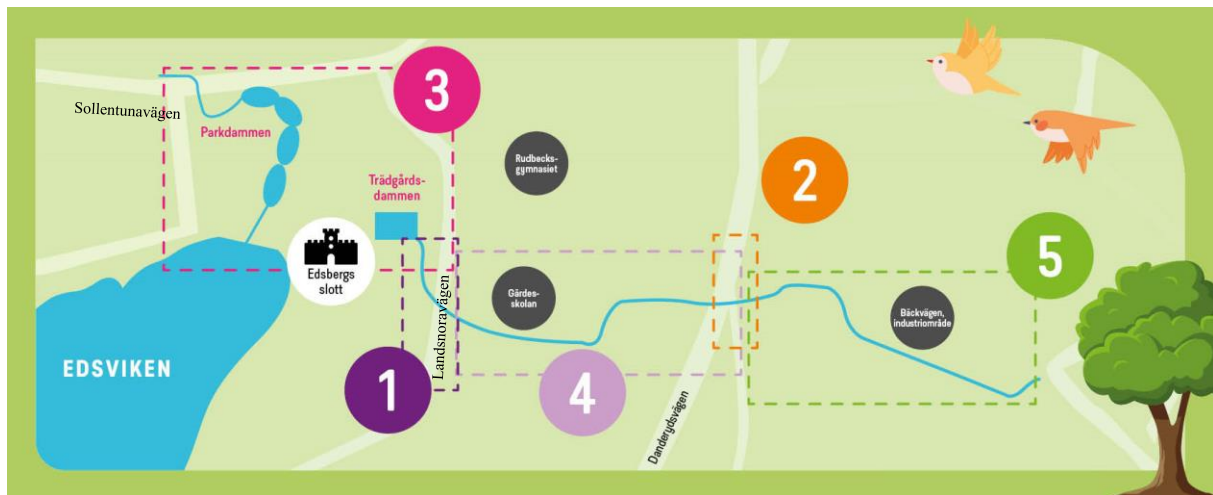 3
Sollentunavägen
Parkdammen
Rudbecks-
gymnasiet
2
Trädgårds-
dammen
5
Edsbergs
slott
Gärdes-
skolan
Landsnoravägen
Bäckvägen,
industriområde
EDSVIKEN
1
4
Danderydsvägen